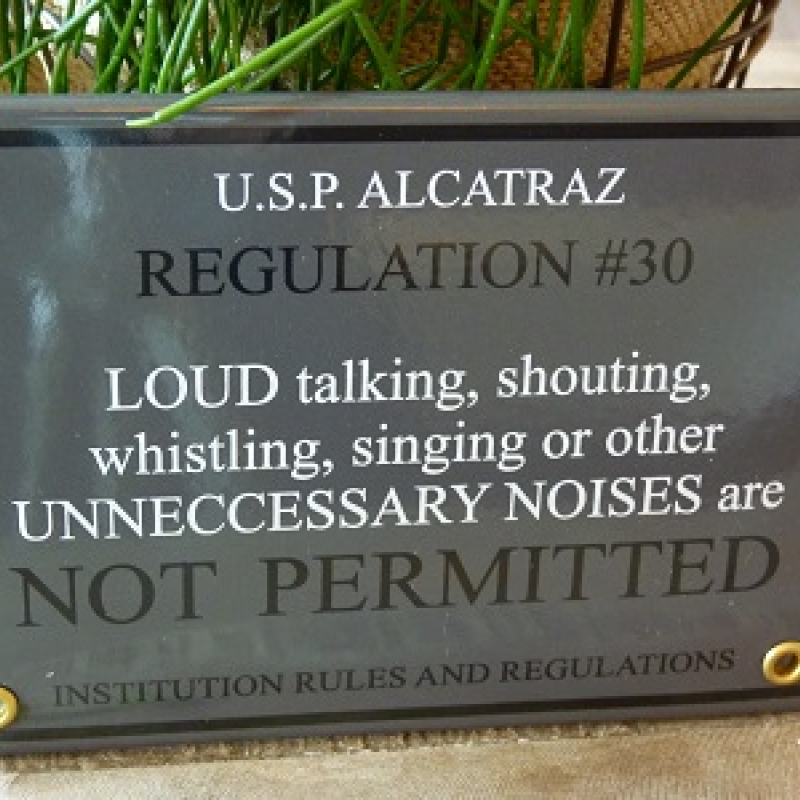 U.S.P. ALCATRAZ
REGULATION #30
LOUD talking, shouting,
whistling, singing or other
UNNECCESSARY NOISES are
NOT PERMITTED
INSTITUTION RULES AND REGULATIONS